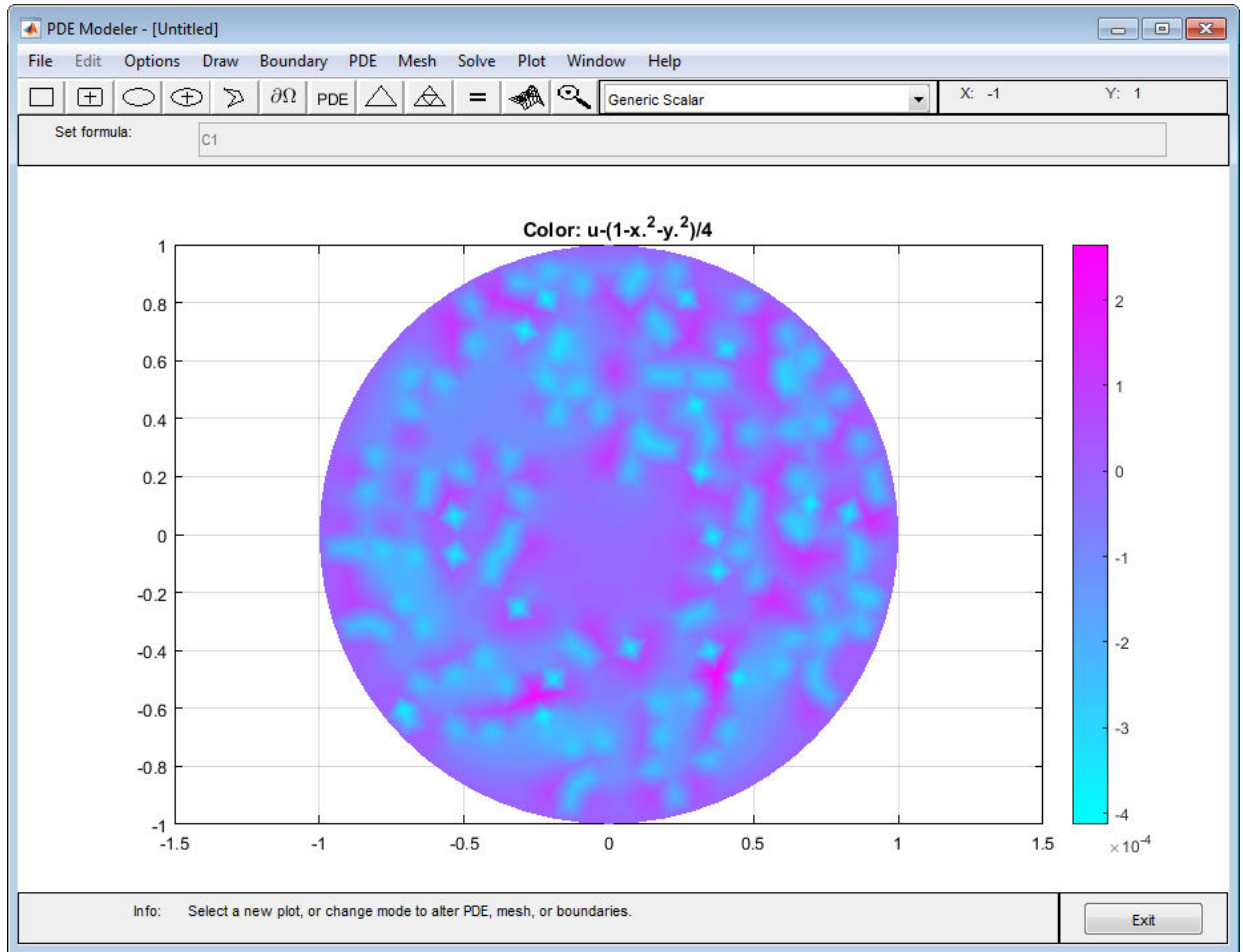 PDE Modeler - [Untitled]
File Edit Options Draw Boundary PDE Mesh Solve Plot Window Help
∂Ω PDE = Generic Scalar X: -1 Y: 1
Set formula: C1
Color: u-(1-x.²-y.²)/4
1
0.8
0.6
0.4
0.2
0
-0.2
-0.4
-0.6
-0.8
-1
-1.5 -1 -0.5 0 0.5 1 1.5
2
1
0
-1
-2
-3
-4
×10⁻⁴
Info: Select a new plot, or change mode to alter PDE, mesh, or boundaries.
Exit